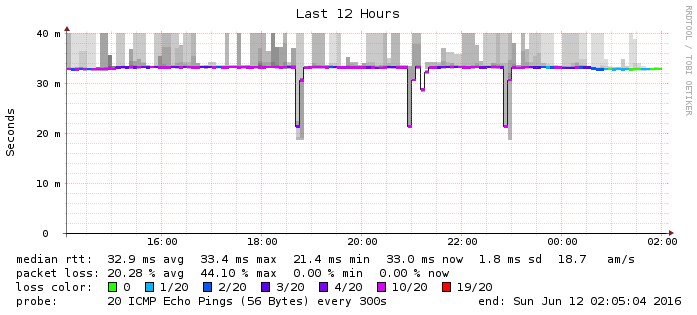 Last 12 Hours
RRDTOOL / TOBI OETIKER
Seconds
40 m
30 m
20 m
10 m
0
16:00 18:00 20:00 22:00 00:00 02:00
median rtt: 32.9 ms avg 33.4 ms max 21.4 ms min 33.0 ms now 1.8 ms sd 18.7 am/s
packet loss: 20.28 % avg 44.10 % max 0.00 % min 0.00 % now
loss color: 0 1/20 2/20 3/20 4/20 10/20 19/20
probe: 20 ICMP Echo Pings (56 Bytes) every 300s end: Sun Jun 12 02:05:04 2016